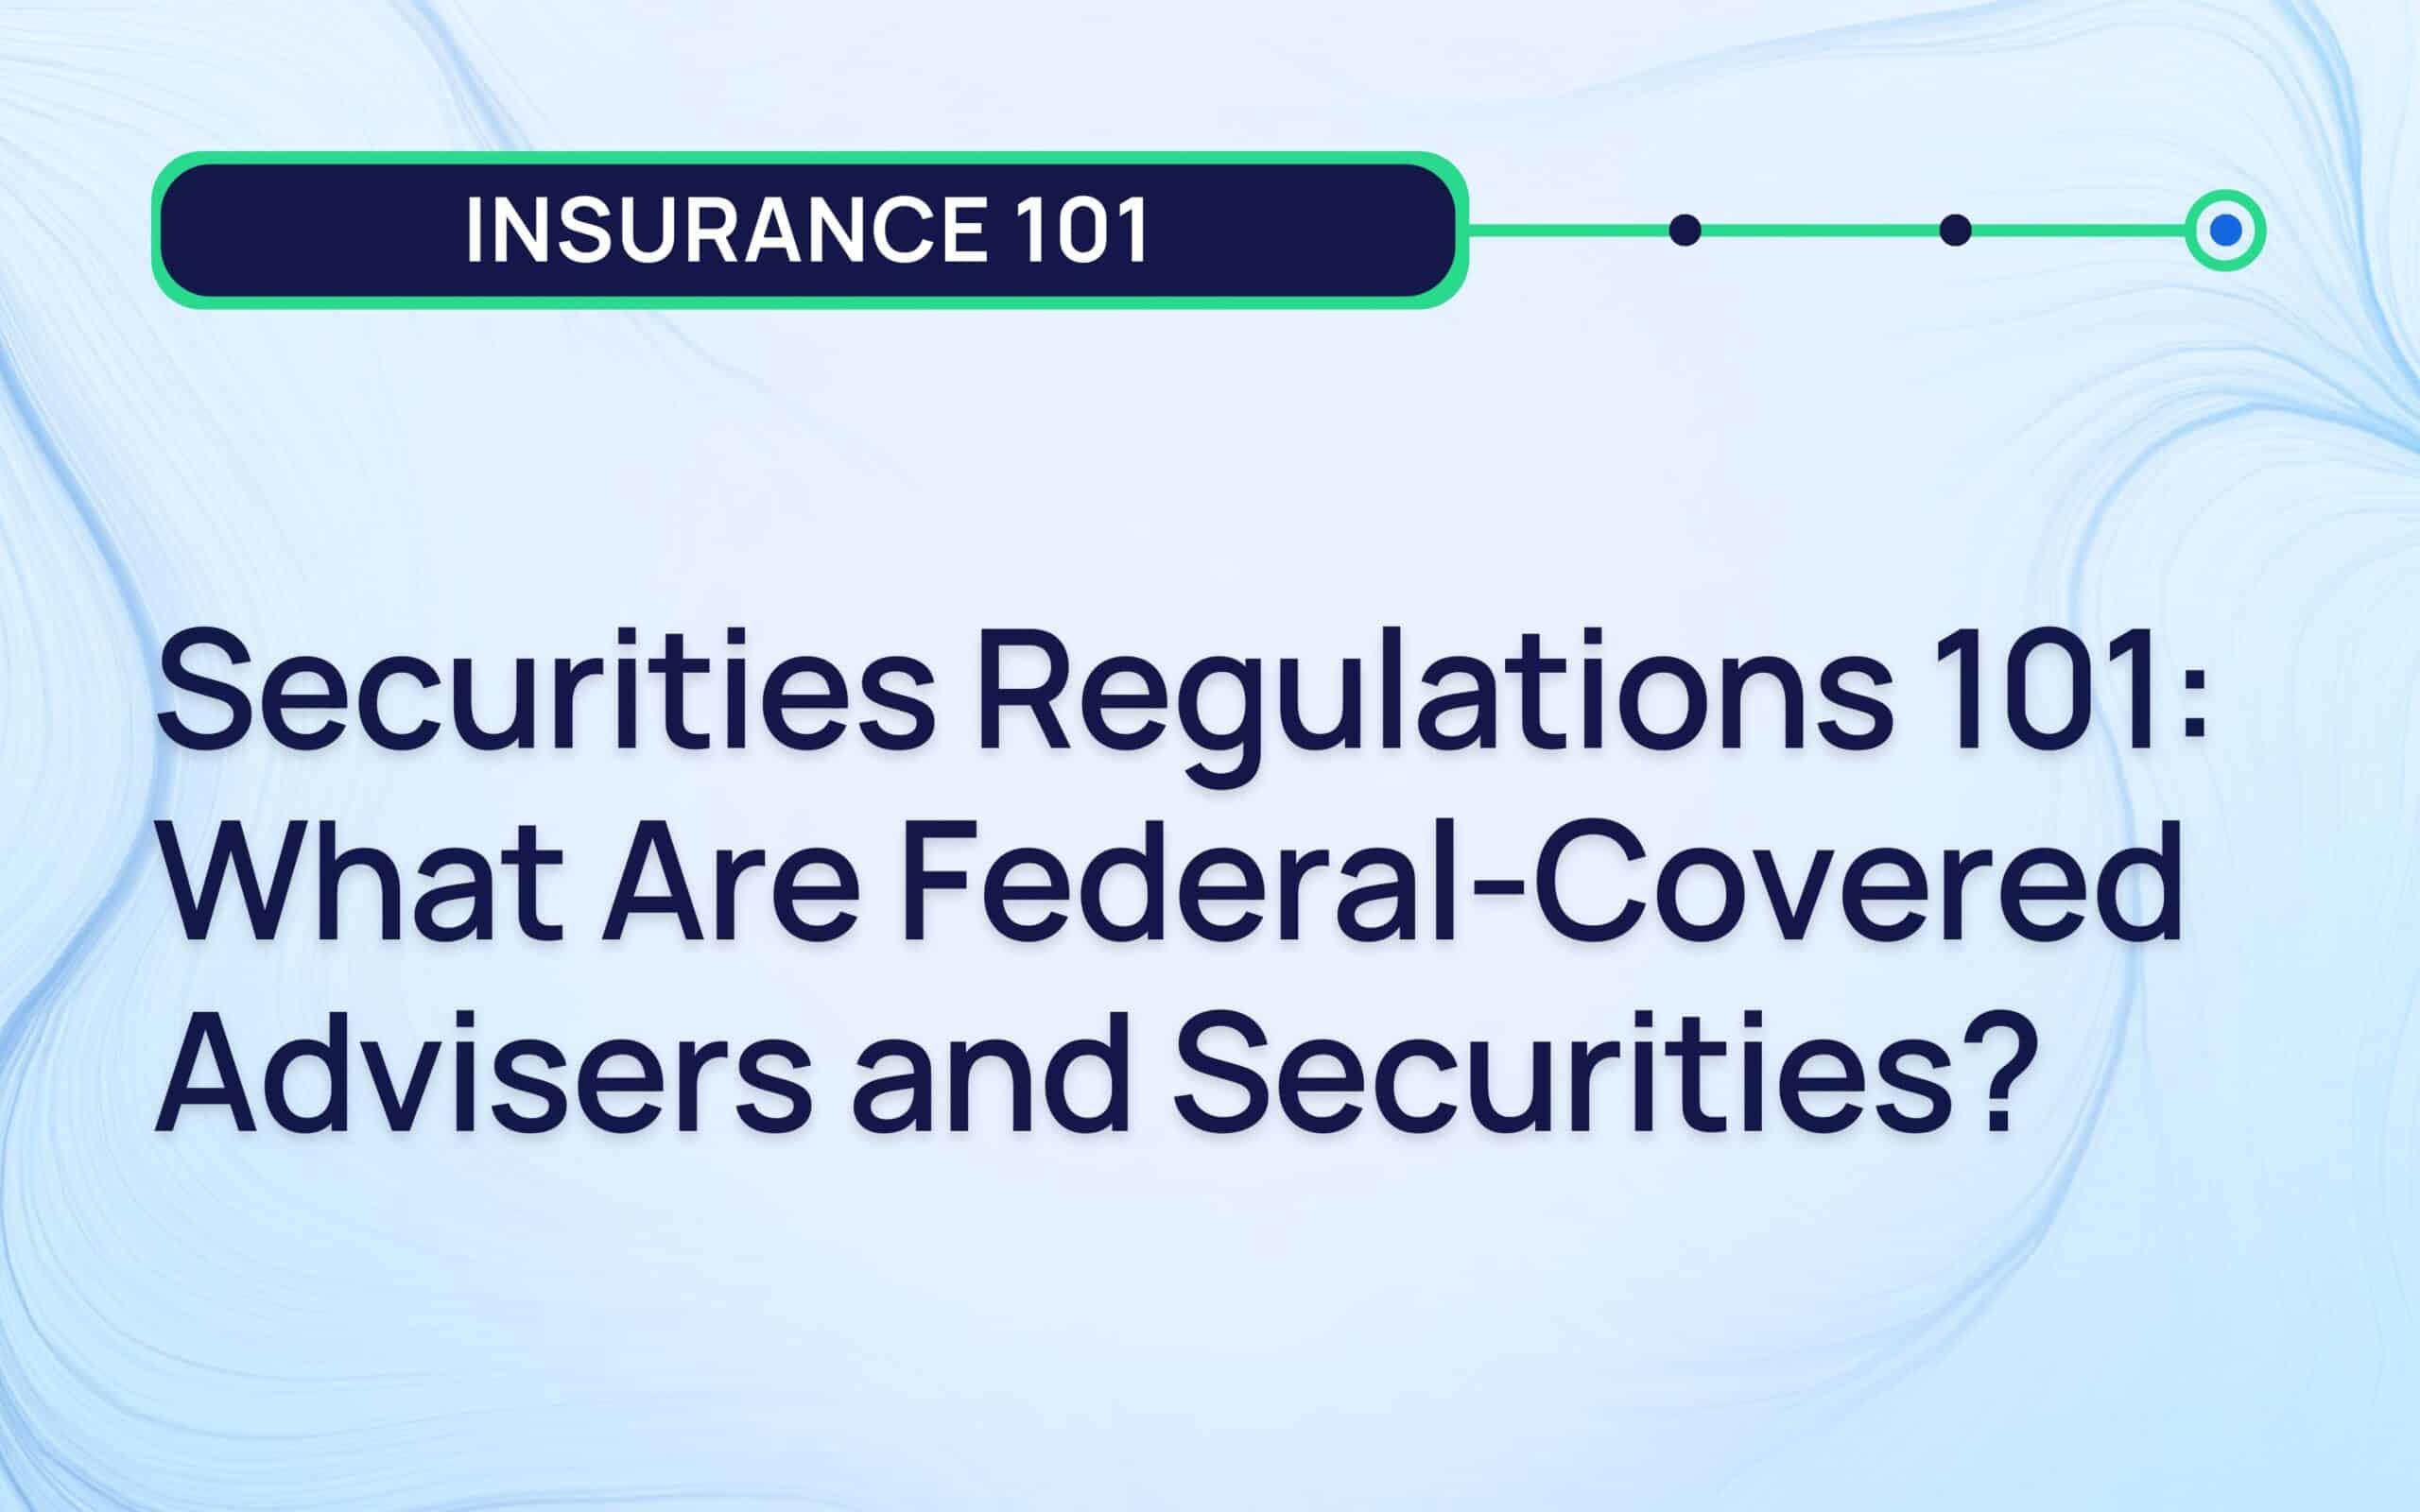 INSURANCE 101
Securities Regulations 101:
What Are Federal-Covered
Advisers and Securities?